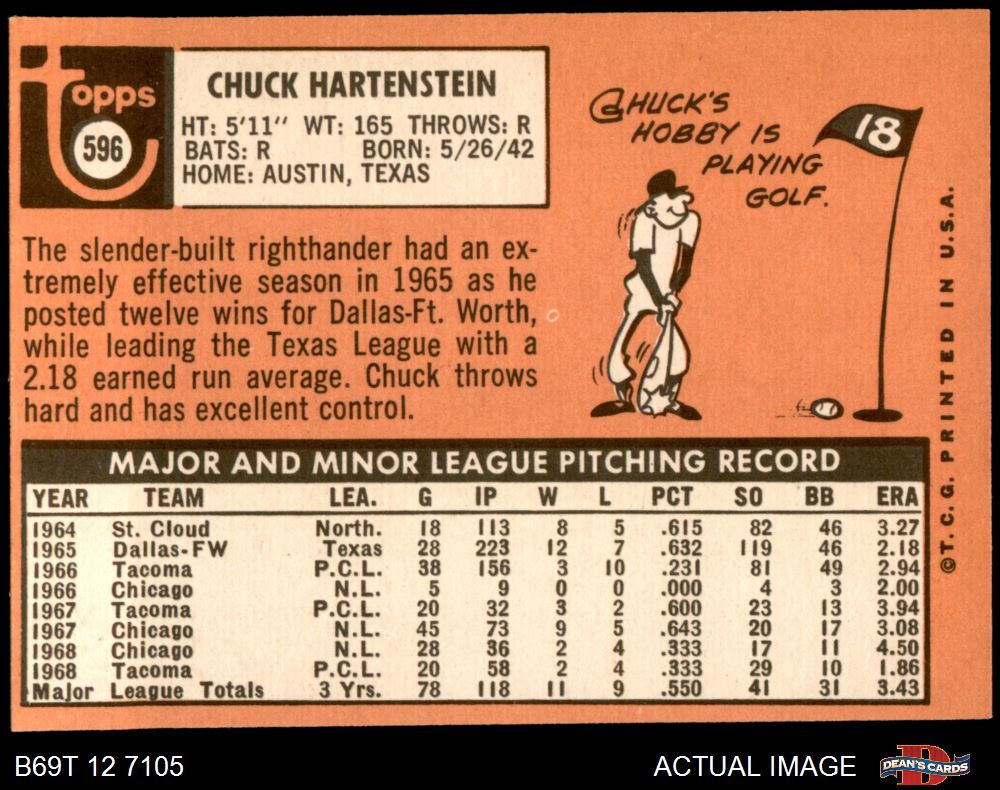 topps
596
CHUCK HARTENSTEIN
HT: 5'11" WT: 165 THROWS: R
BATS: R BORN: 5/26/42
HOME: AUSTIN, TEXAS
CHUCK'S
HOBBY IS
PLAYING
GOLF.
18
The slender-built righthander had an ex-
tremely effective season in 1965 as he
posted twelve wins for Dallas-Ft. Worth,
while leading the Texas League with a
2.18 earned run average. Chuck throws
hard and has excellent control.
MAJOR AND MINOR LEAGUE PITCHING RECORD
YEAR TEAM LEA. G IP W L PCT SO BB ERA
1964 St. Cloud North. 18 113 8 5 .615 82 46 3.27
1965 Dallas-FW Texas 28 223 12 7 .632 119 46 2.18
1966 Tacoma P.C.L. 38 156 3 10 .231 81 49 2.94
1966 Chicago N.L. 5 9 0 0 .000 4 3 2.00
1967 Tacoma P.C.L. 20 32 3 2 .600 23 13 3.94
1967 Chicago N.L. 45 73 9 5 .643 20 17 3.08
1968 Chicago N.L. 28 36 2 4 .333 17 11 4.50
1968 Tacoma P.C.L. 20 58 2 4 .333 29 10 1.86
Major League Totals 3 Yrs. 78 118 11 9 .550 41 31 3.43
©T. C. G. PRINTED IN U.S.A.
B69T 12 7105
ACTUAL IMAGE
D
DEAN'S CARDS